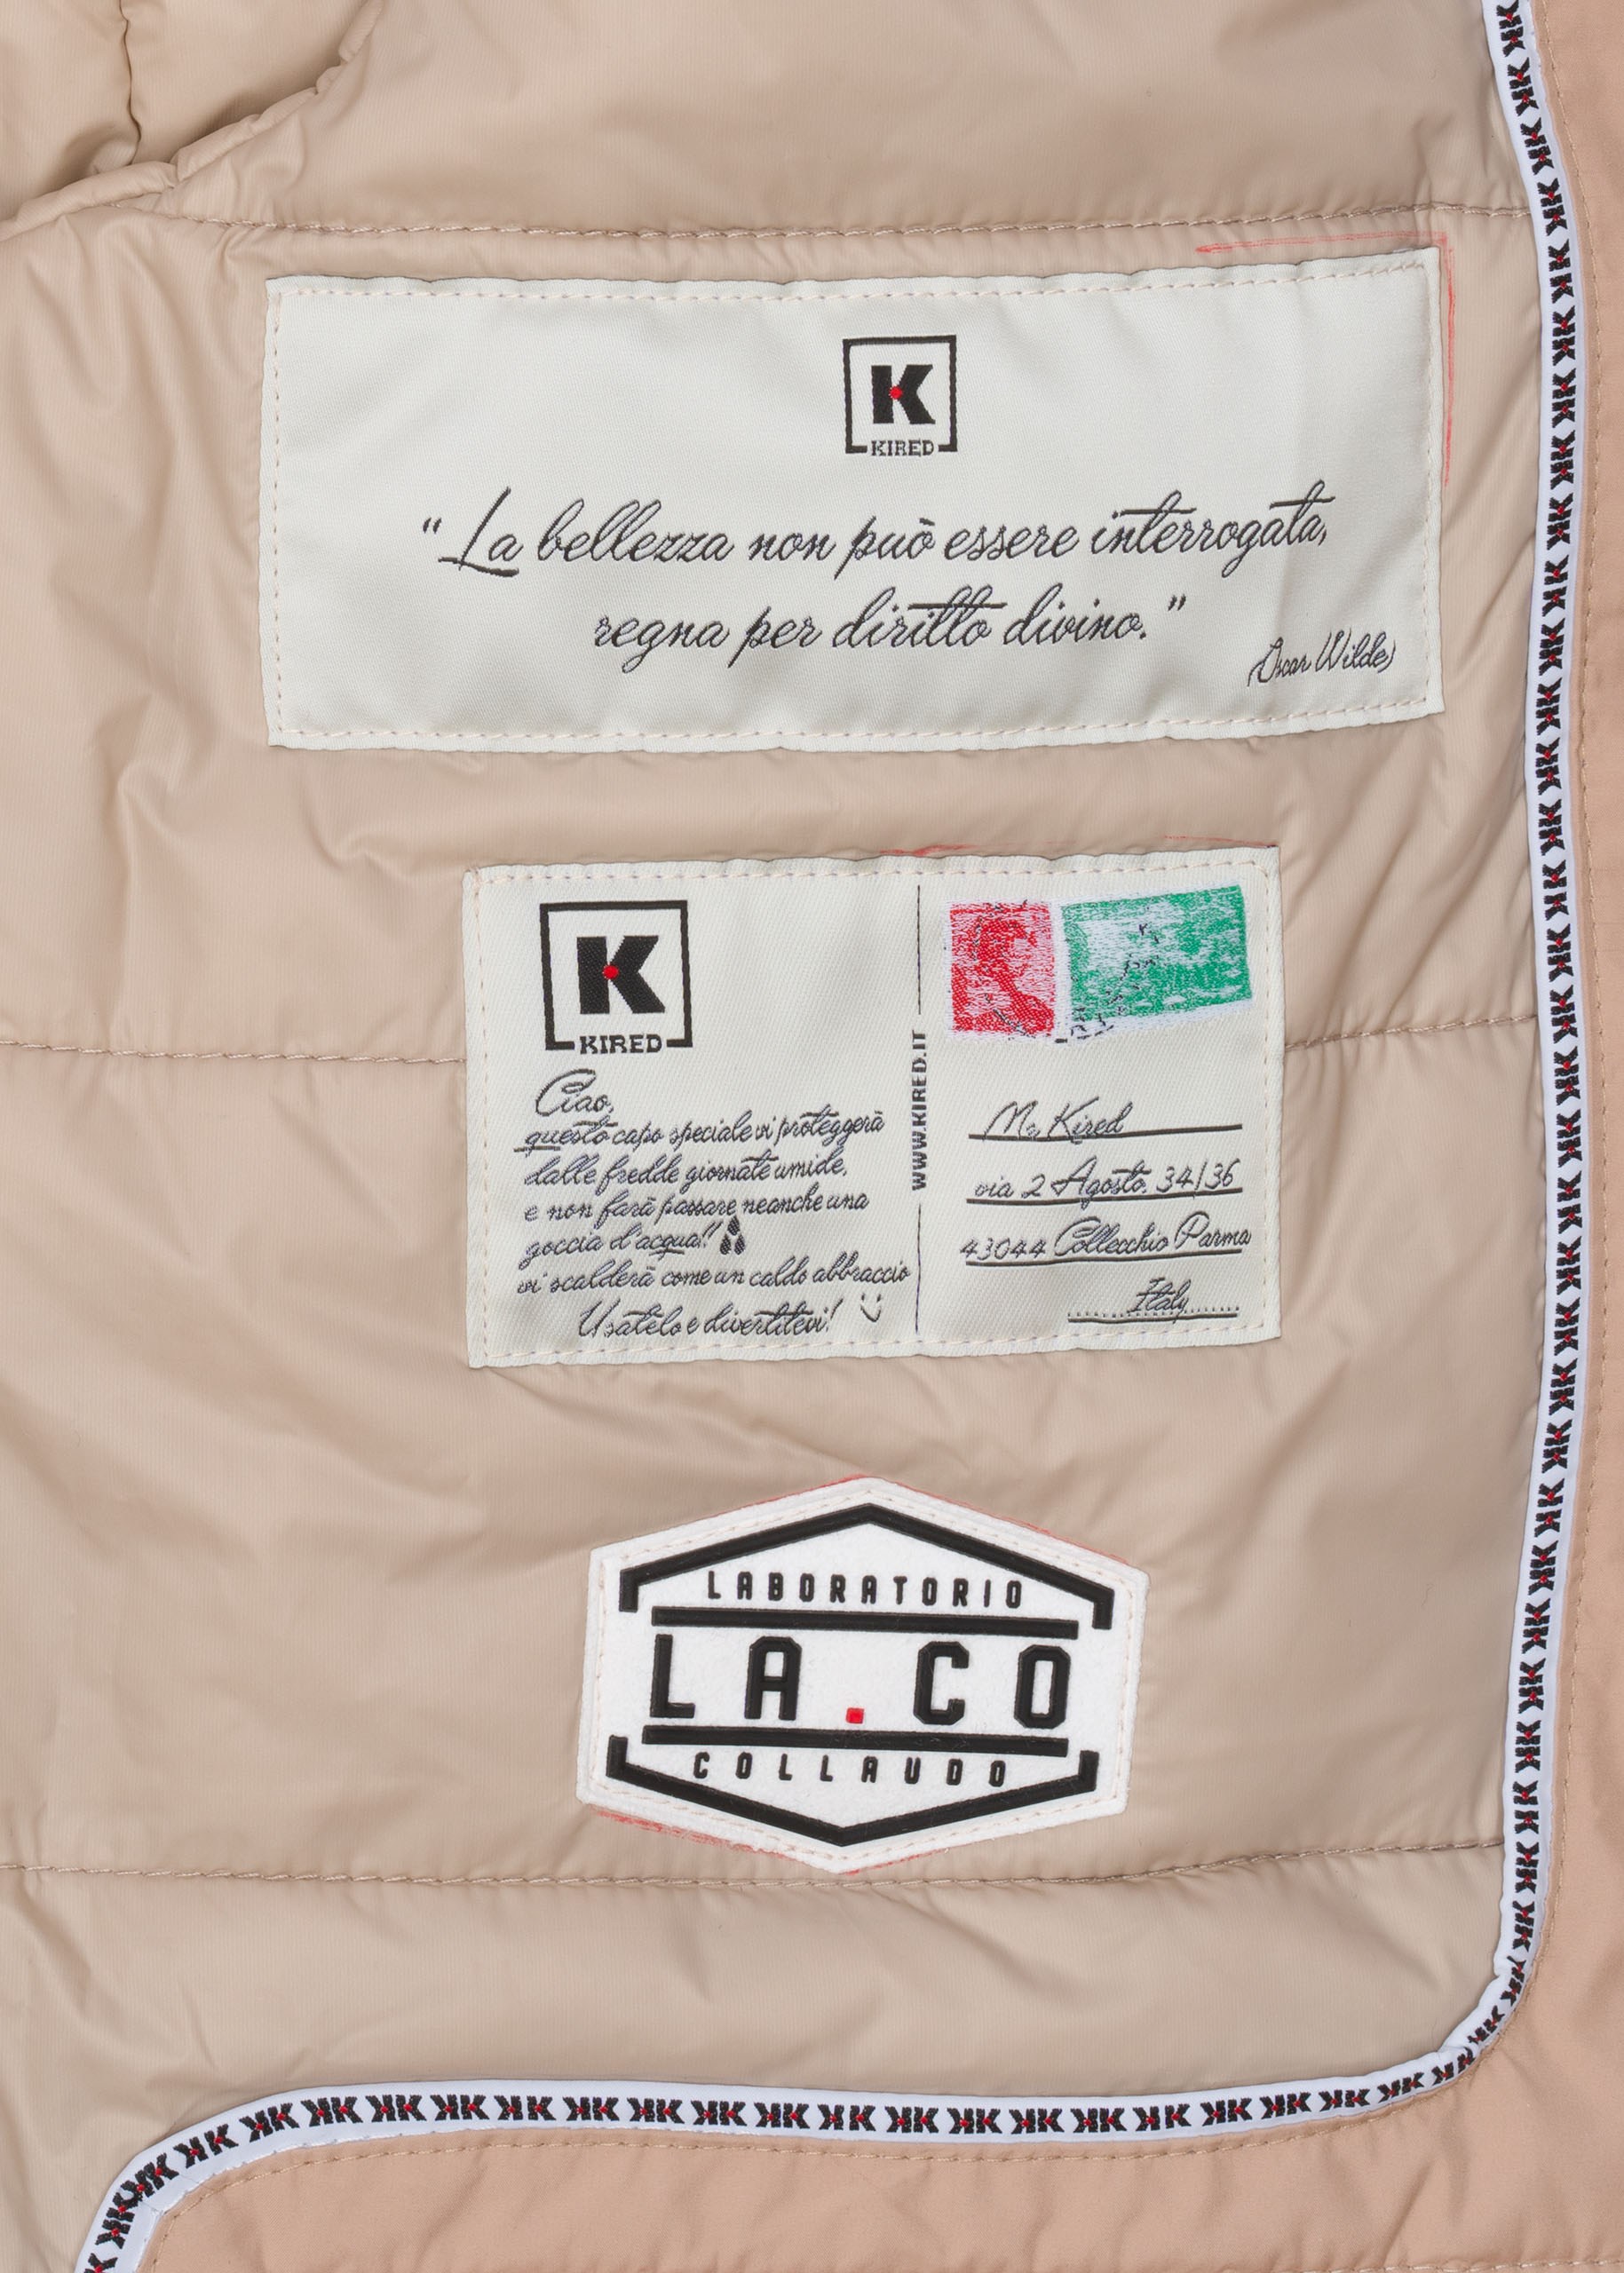 K
KIRED
“La bellezza non può essere interrogata,
regna per diritto divino.”
Oscar Wilde
K
KIRED
Ciao,
questo capo speciale vi proteggerà
dalle fredde giornate umide,
e non farà passare neanche una
goccia d'acqua!!
vi scalderà come un caldo abbraccio
Usatelo e divertitevi!
WWW.KIRED.IT
Mr Kired
via 2 Agosto, 34/36
43044 Collecchio Parma
Italy
LABORATORIO
LA.CO
COLLAUDO